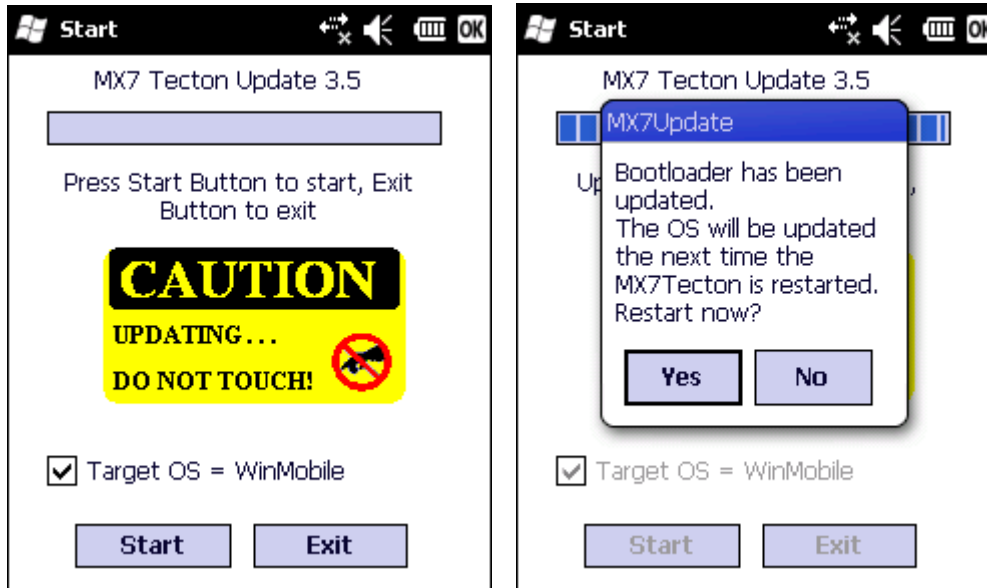 Start
OK
MX7 Tecton Update 3.5
Press Start Button to start, Exit
Button to exit
CAUTION
UPDATING...
DO NOT TOUCH!
Target OS = WinMobile
Start
Exit
Start
OK
MX7 Tecton Update 3.5
MX7Update
Bootloader has been
updated.
The OS will be updated
the next time the
MX7Tecton is restarted.
Restart now?
Yes
No
Target OS = WinMobile
Start
Exit